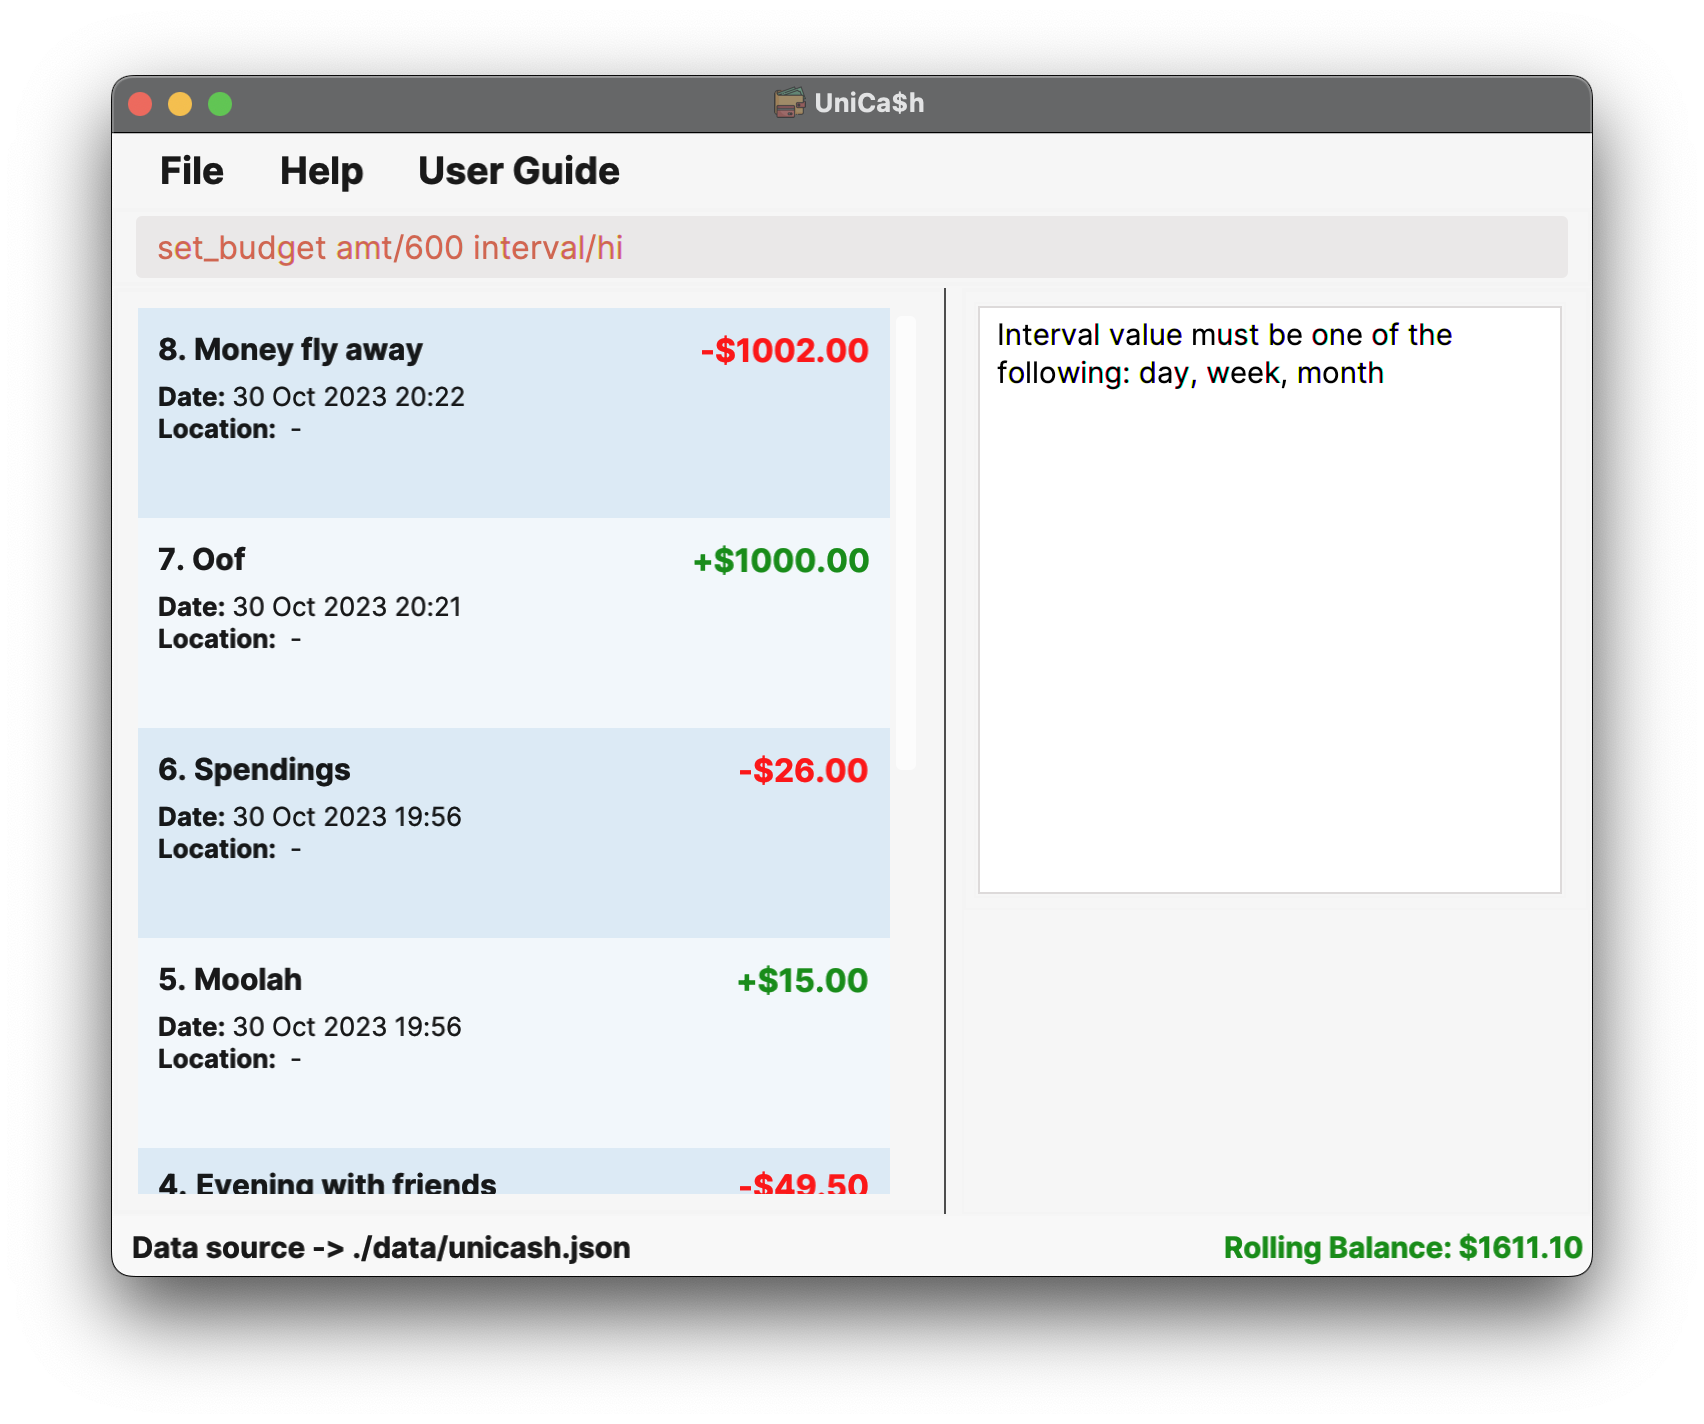 UniCa$h
File Help User Guide
set_budget amt/600 interval/hi
8. Money fly away -$1002.00
Date: 30 Oct 2023 20:22
Location: -
7. Oof +$1000.00
Date: 30 Oct 2023 20:21
Location: -
6. Spendings -$26.00
Date: 30 Oct 2023 19:56
Location: -
5. Moolah +$15.00
Date: 30 Oct 2023 19:56
Location: -
4. Evening with friends -$49.50
Interval value must be one of the
following: day, week, month
Data source -> ./data/unicash.json
Rolling Balance: $1611.10